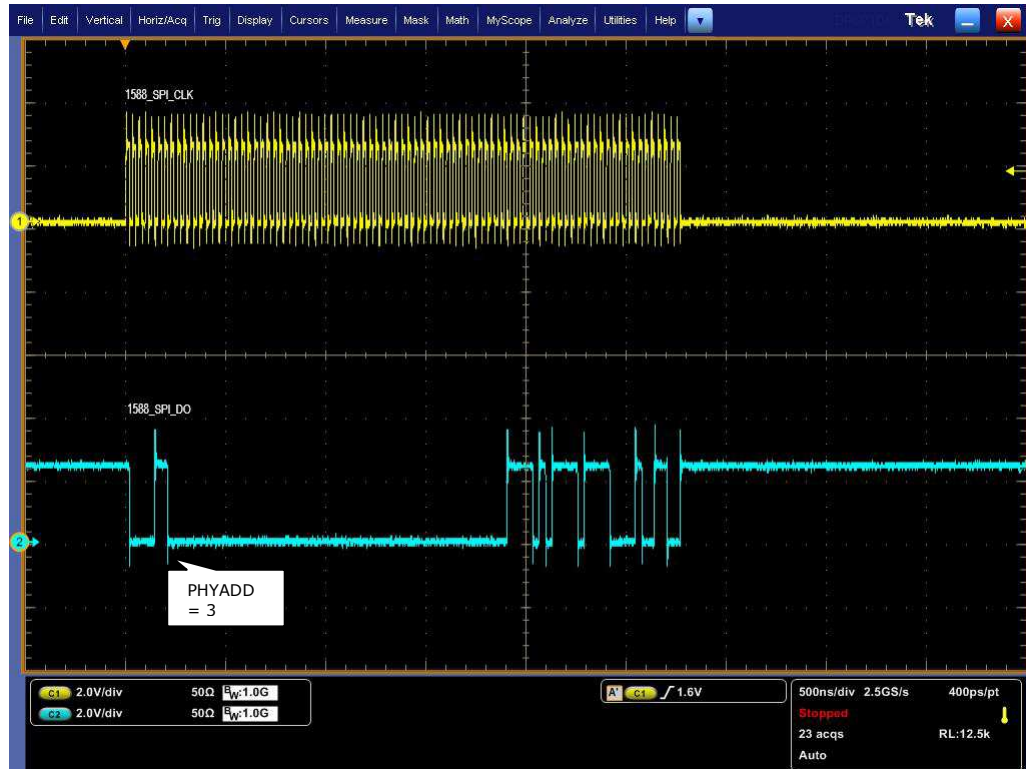 File Edit Vertical Horiz/Acq Trig Display Cursors Measure Mask Math MyScope Analyze Utilities Help Tek X
1588_SPI_CLK
1
1588_SPI_DO
2
PHYADD
= 3
C1 2.0V/div 50Ω BW:1.0G A' C1 1.6V 500ns/div 2.5GS/s 400ps/pt
C2 2.0V/div 50Ω BW:1.0G Stopped
23 acqs RL:12.5k
Auto